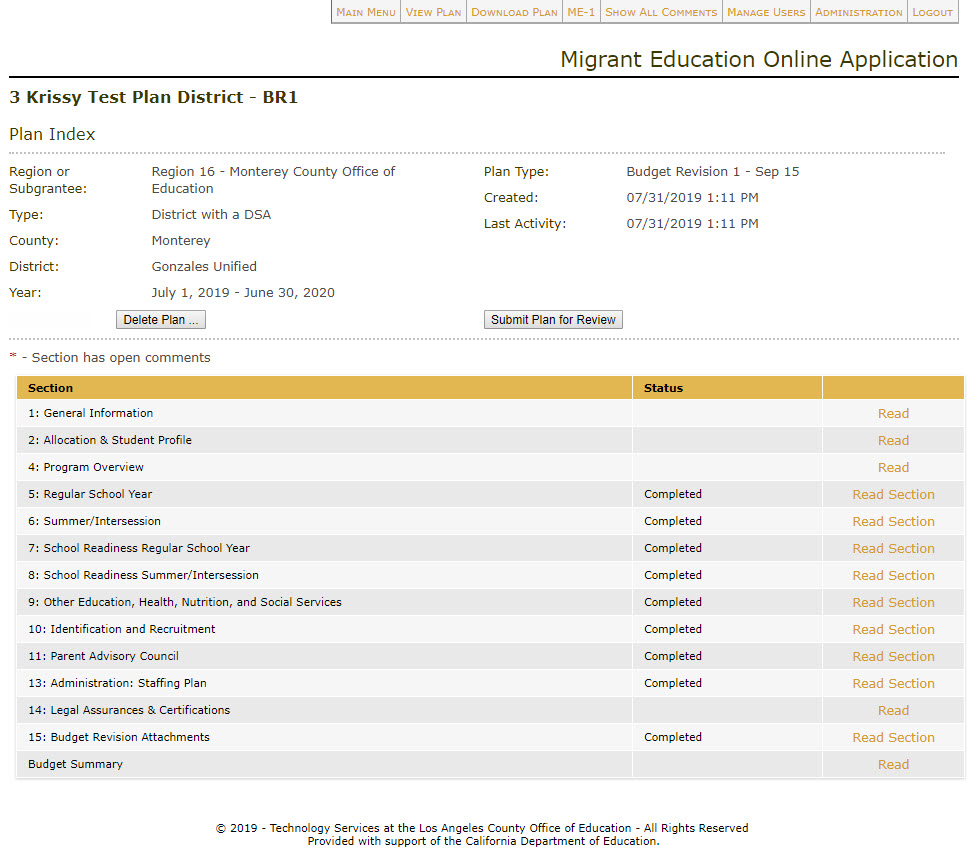 Main Menu View Plan Download Plan ME-1 Show All Comments Manage Users Administration Logout
Migrant Education Online Application
3 Krissy Test Plan District - BR1
Plan Index
Region or Subgrantee: Region 16 - Monterey County Office of Education
Type: District with a DSA
County: Monterey
District: Gonzales Unified
Year: July 1, 2019 - June 30, 2020
Plan Type: Budget Revision 1 - Sep 15
Created: 07/31/2019 1:11 PM
Last Activity: 07/31/2019 1:11 PM
Delete Plan ... Submit Plan for Review
* - Section has open comments
Section Status
1: General Information Read
2: Allocation & Student Profile Read
4: Program Overview Read
5: Regular School Year Completed Read Section
6: Summer/Intersession Completed Read Section
7: School Readiness Regular School Year Completed Read Section
8: School Readiness Summer/Intersession Completed Read Section
9: Other Education, Health, Nutrition, and Social Services Completed Read Section
10: Identification and Recruitment Completed Read Section
11: Parent Advisory Council Completed Read Section
13: Administration: Staffing Plan Completed Read Section
14: Legal Assurances & Certifications Read
15: Budget Revision Attachments Completed Read Section
Budget Summary Read
© 2019 - Technology Services at the Los Angeles County Office of Education - All Rights Reserved
Provided with support of the California Department of Education.